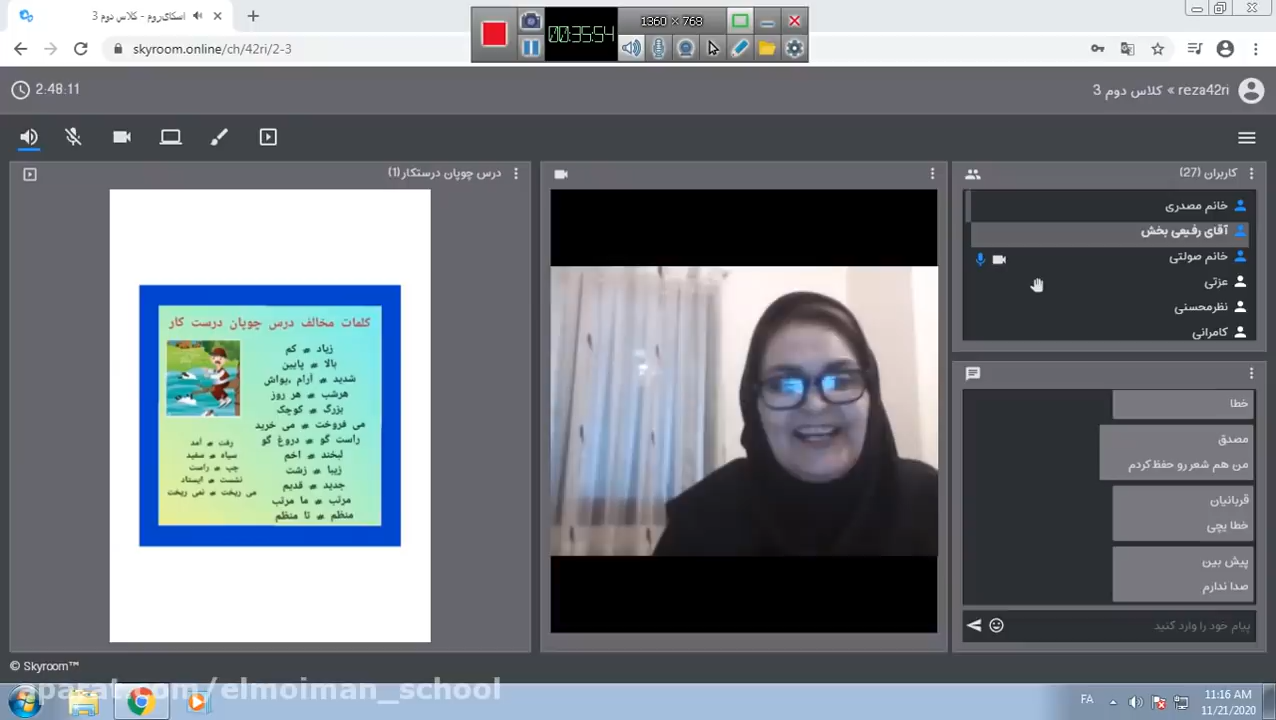 اسکای‌روم - کلاس دوم 3
00:35:54
1360 × 768
skyroom.online/ch/42ri/2-3
2:48:11
reza42ri » کلاس دوم 3
درس چوپان درستکار(1)
کلمات مخالف درس چوپان درست کار
زیاد ≠ کم
بالا ≠ پایین
شدید ≠ آرام ،یواش
هرشب ≠ هر روز
بزرگ ≠ کوچک
می فروخت ≠ می خرید
راست گو ≠ دروغ گو
لبخند ≠ اخم
زیبا ≠ زشت
جدید ≠ قدیم
مرتب ≠ نا مرتب
منظم ≠ نا منظم
رفت ≠ آمد
سیاه ≠ سفید
چپ ≠ راست
نشست ≠ ایستاد
می ریخت ≠ نمی ریخت
کاربران (27)
خانم مصدری
آقای رفیعی بخش
خانم صولتی
عزتی
نظرمحسنی
کامرانی
خطا
مصدق
من هم شعر رو حفظ کردم
قربانیان
خطا بچی
پیش بین
صدا ندارم
پیام خود را وارد کنید
© Skyroom™
aparat.com/elmoiman_school
FA
11:16 AM
11/21/2020